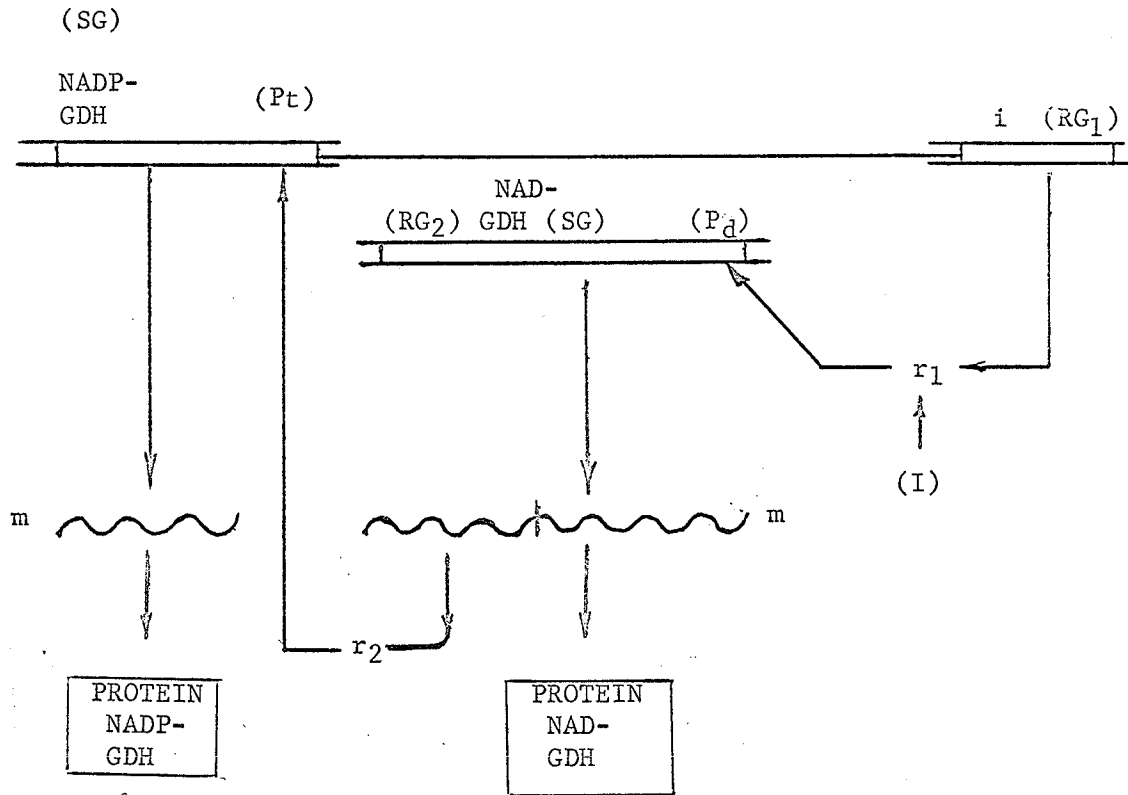 (SG)
NADP-
GDH
(Pt)
i (RG1)
NAD-
(RG2) GDH (SG) (Pd)
r1
(I)
m
m
r2
PROTEIN
NADP-
GDH
PROTEIN
NAD-
GDH